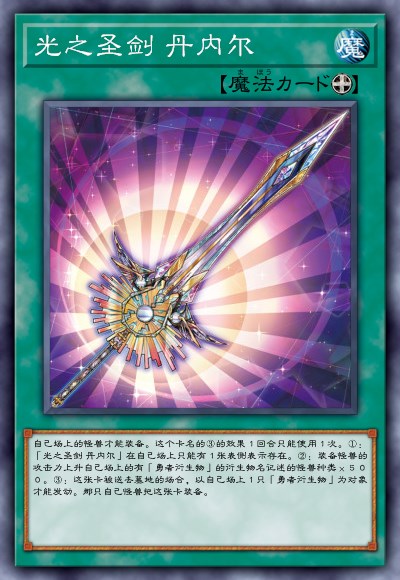 光之圣剑 丹内尔
魔
【魔法カード】
まほう
自己场上的怪兽才能装备。这个卡名的③的效果1回合只能使用1次。①:
「光之圣剑 丹内尔」在自己场上只能有1张表侧表示存在。②:装备怪兽的
攻击力上升自己场上的有「勇者衍生物」的衍生物名记述的怪兽种类×50
0。③:这张卡被送去墓地的场合,以自己场上1只「勇者衍生物」为对象
才能发动。那只自己怪兽把这张卡装备。